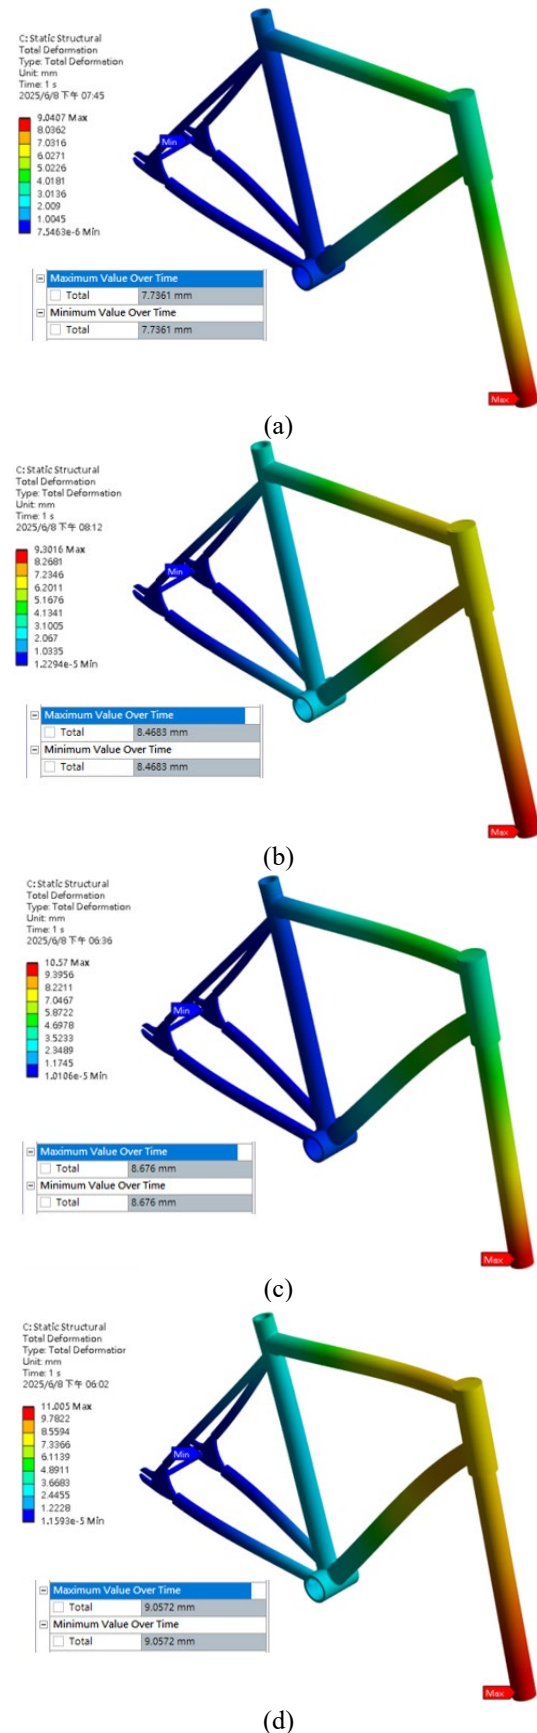 C: Static Structural
Total Deformation
Type: Total Deformation
Unit: mm
Time: 1 s
2025/6/8 下午 07:45
9.0407 Max
8.0362
7.0316
6.0271
5.0226
4.0181
3.0136
2.009
1.0045
7.5463e-6 Min
Min
Maximum Value Over Time
Total 7.7361 mm
Minimum Value Over Time
Total 7.7361 mm
Max
(a)
C: Static Structural
Total Deformation
Type: Total Deformation
Unit: mm
Time: 1 s
2025/6/8 下午 08:12
9.3016 Max
8.2681
7.2346
6.2011
5.1676
4.1341
3.1005
2.067
1.0335
1.2294e-5 Min
Min
Maximum Value Over Time
Total 8.4683 mm
Minimum Value Over Time
Total 8.4683 mm
Max
(b)
C: Static Structural
Total Deformation
Type: Total Deformation
Unit: mm
Time: 1 s
2025/6/8 下午 06:36
10.57 Max
9.3956
8.2211
7.0467
5.8722
4.6978
3.5233
2.3489
1.1745
1.0106e-5 Min
Min
Maximum Value Over Time
Total 8.676 mm
Minimum Value Over Time
Total 8.676 mm
Max
(c)
C: Static Structural
Total Deformation
Type: Total Deformation
Unit: mm
Time: 1 s
2025/6/8 下午 06:02
11.005 Max
9.7822
8.5594
7.3366
6.1139
4.8911
3.6683
2.4455
1.2228
1.1593e-5 Min
Min
Maximum Value Over Time
Total 9.0572 mm
Minimum Value Over Time
Total 9.0572 mm
Max
(d)